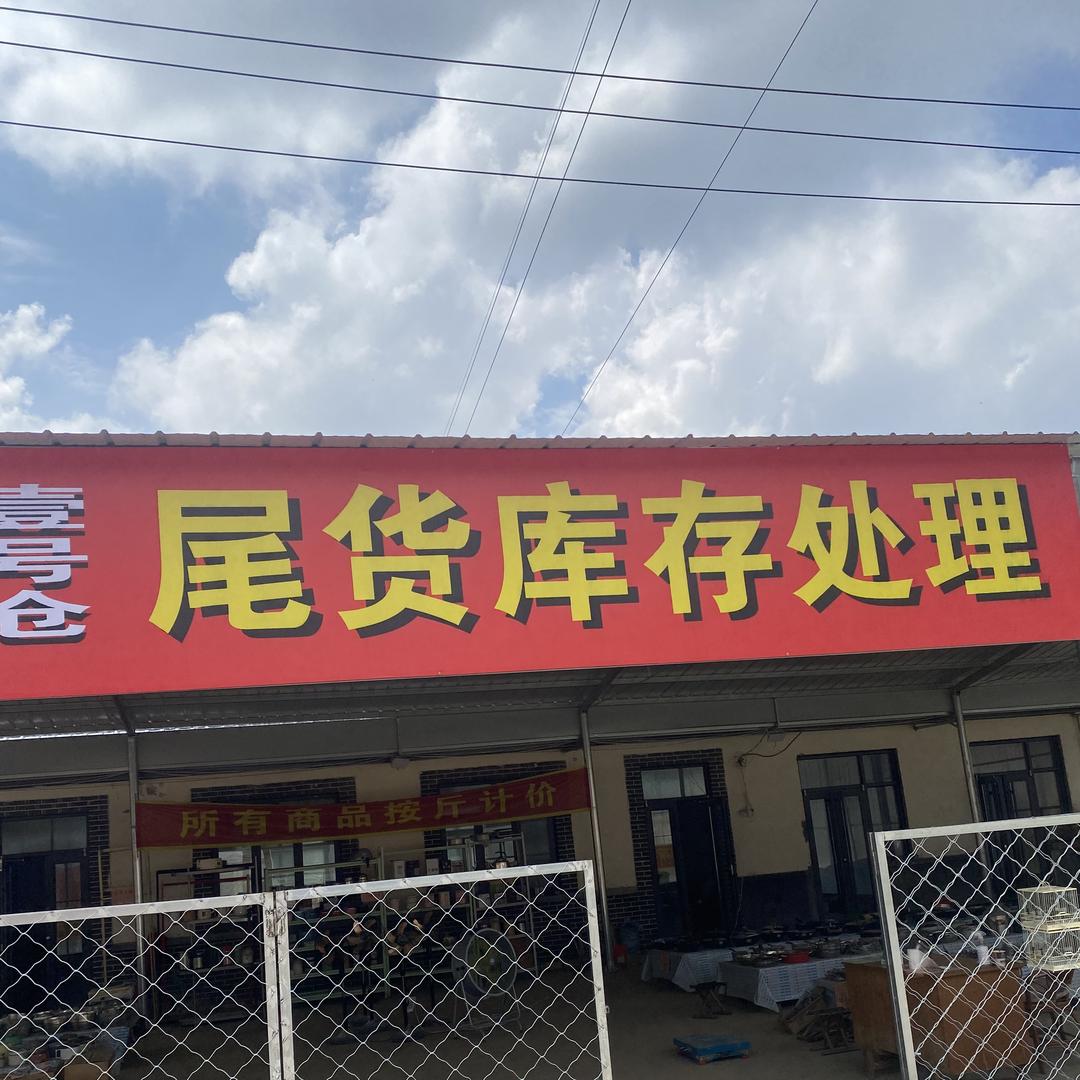 壹号仓
尾货库存处理
所有商品按斤计价